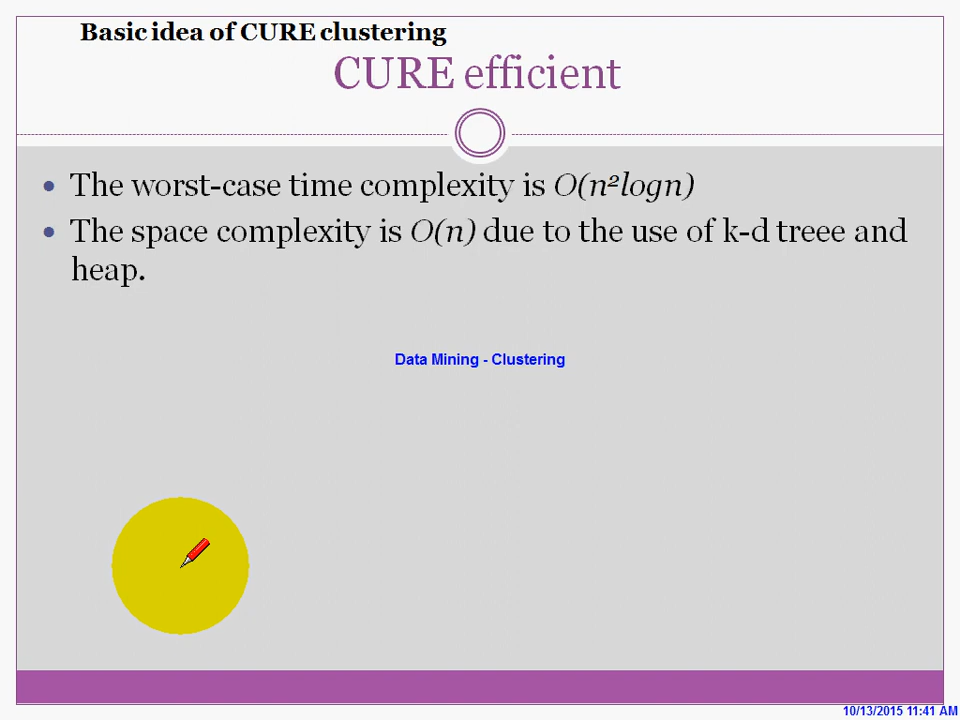 Basic idea of CURE clustering
CURE efficient
• The worst-case time complexity is O(n²logn)
• The space complexity is O(n) due to the use of k-d treee and
heap.
Data Mining - Clustering
10/13/2015 11:41 AM